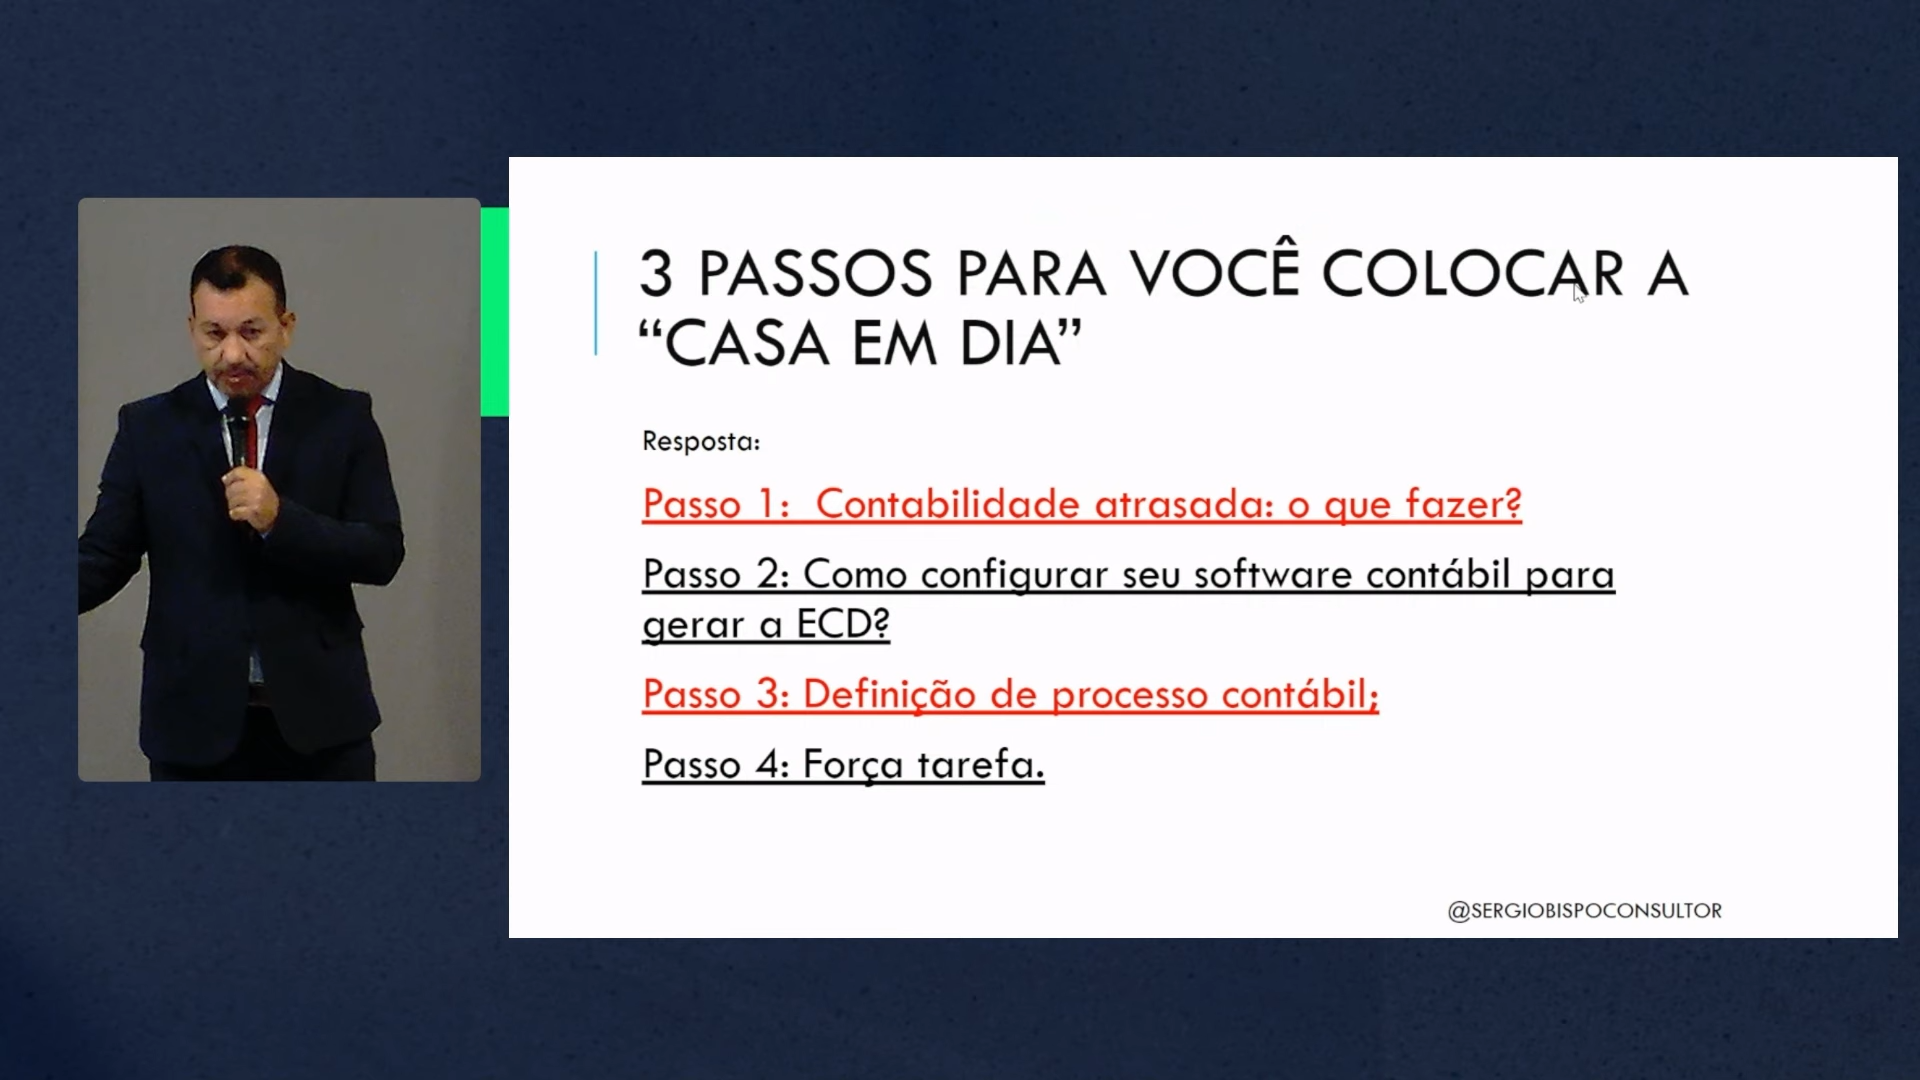 3 PASSOS PARA VOCÊ COLOCAR A
“CASA EM DIA”
Resposta:
Passo 1:  Contabilidade atrasada: o que fazer?
Passo 2: Como configurar seu software contábil para
gerar a ECD?
Passo 3: Definição de processo contábil;
Passo 4: Força tarefa.
@SERGIOBISPOCONSULTOR